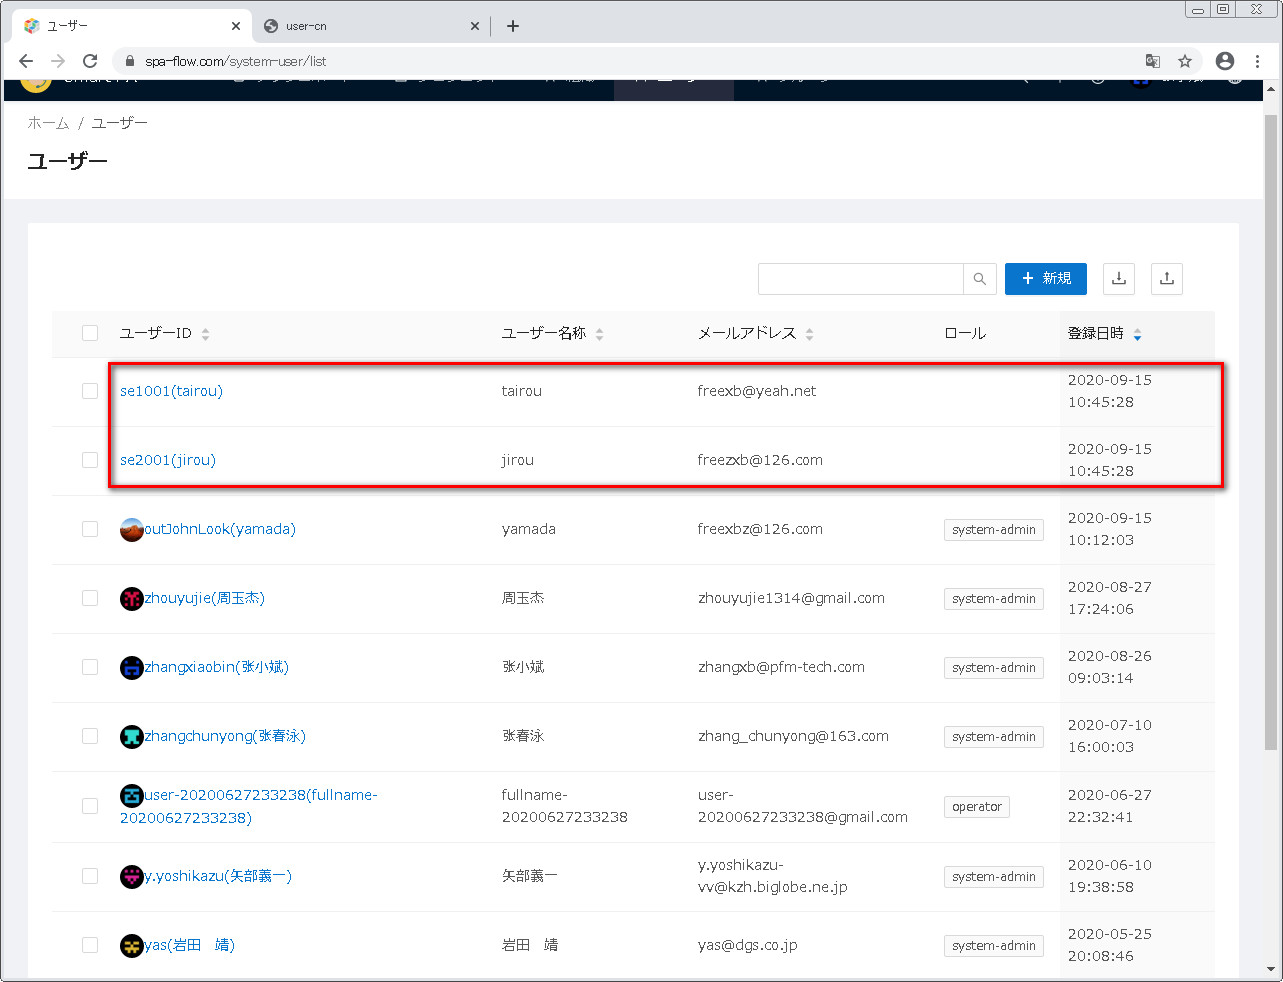 ユーザー
user-cn
spa-flow.com/system-user/list
ホーム / ユーザー
ユーザー
新規
ユーザーID ユーザー名称 メールアドレス ロール 登録日時
se1001(tairou) tairou freexb@yeah.net 2020-09-15
10:45:28
se2001(jirou) jirou freezxb@126.com 2020-09-15
10:45:28
outJohnLook(yamada) yamada freexbz@126.com system-admin 2020-09-15
10:12:03
zhouyujie(周玉杰) 周玉杰 zhouyujie1314@gmail.com system-admin 2020-08-27
17:24:06
zhangxiaobin(张小斌) 张小斌 zhangxb@pfm-tech.com system-admin 2020-08-26
09:03:14
zhangchunyong(张春泳) 张春泳 zhang_chunyong@163.com system-admin 2020-07-10
16:00:03
user-20200627233238(fullname- fullname- user- operator 2020-06-27
20200627233238) 20200627233238 20200627233238@gmail.com 22:32:41
y.yoshikazu(矢部義一) 矢部義一 y.yoshikazu- system-admin 2020-06-10
vv@kzh.biglobe.ne.jp 19:38:58
yas(岩田　靖) 岩田　靖 yas@dgs.co.jp system-admin 2020-05-25
20:08:46